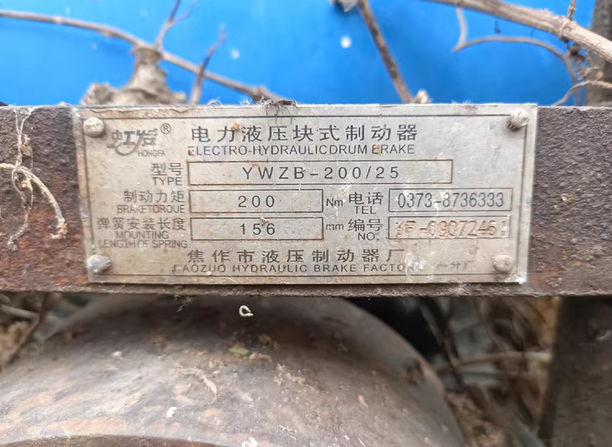 虹发®
HONGFA
电力液压块式制动器
ELECTRO-HYDRAULICDRUM BRAKE
型号 YWZB-200/25
TYPE
制动力矩 200 Nm 电话 0373-8736333
BRAKETORQUE TEL
弹簧安装长度 156 mm 编号
MOUNTING LENGTH OF SPRING NO.
焦作市液压制动器厂
JIAOZUO HYDRAULIC BRAKE FACTORY